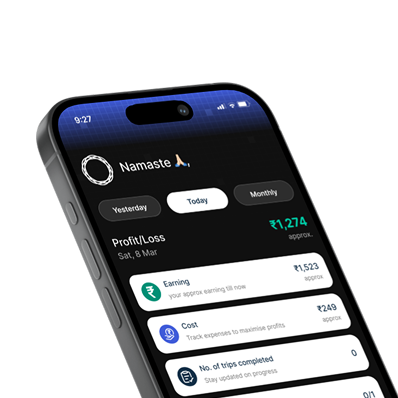 9:27
Namaste 🙏🏻,
Yesterday
Today
Monthly
Profit/Loss
₹1,274
Sat, 8 Mar
approx.
Earning
₹1,523
your approx earning till now
approx
Cost
₹249
Track expenses to maximise profits
approx
No. of trips completed
0
Stay updated on progress
0/1